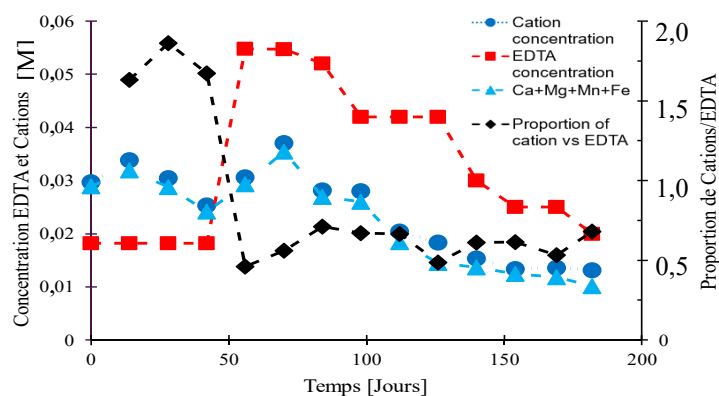 0,06
0,05
0,04
0,03
0,02
0,01
0
Concentration EDTA et Cations [M]
0
50
100
150
200
Temps [Jours]
2,0
1,5
1,0
0,5
0,0
Proportion de Cations/EDTA
Cation
concentration
EDTA
concentration
Ca+Mg+Mn+Fe
Proportion of
cation vs EDTA